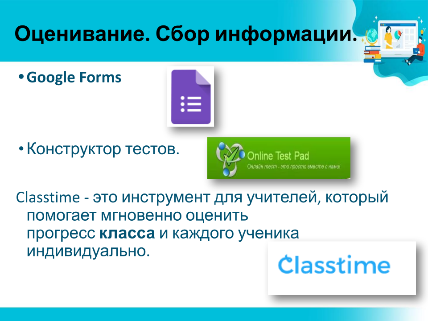 Оценивание. Сбор информации.
• Google Forms
• Конструктор тестов.
Online Test Pad
Classtime - это инструмент для учителей, который
помогает мгновенно оценить
прогресс класса и каждого ученика
индивидуально.
Classtime